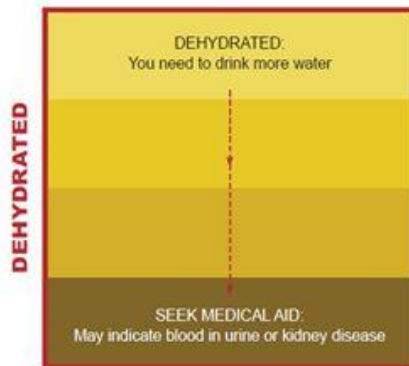 DEHYDRATED
DEHYDRATED:
You need to drink more water
SEEK MEDICAL AID:
May indicate blood in urine or kidney disease